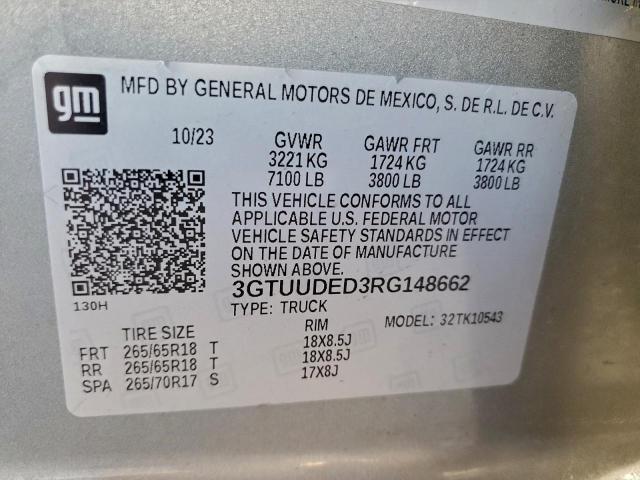 gm
MFD BY GENERAL MOTORS DE MEXICO, S. DE R.L. DE C.V.
10/23 GVWR GAWR FRT GAWR RR
3221 KG 1724 KG 1724 KG
7100 LB 3800 LB 3800 LB
THIS VEHICLE CONFORMS TO ALL
APPLICABLE U.S. FEDERAL MOTOR
VEHICLE SAFETY STANDARDS IN EFFECT
ON THE DATE OF MANUFACTURE
SHOWN ABOVE.
130H
3GTUUDED3RG148662
TYPE: TRUCK MODEL: 32TK10543
TIRE SIZE RIM
FRT 265/65R18 T 18X8.5J
RR 265/65R18 T 18X8.5J
SPA 265/70R17 S 17X8J